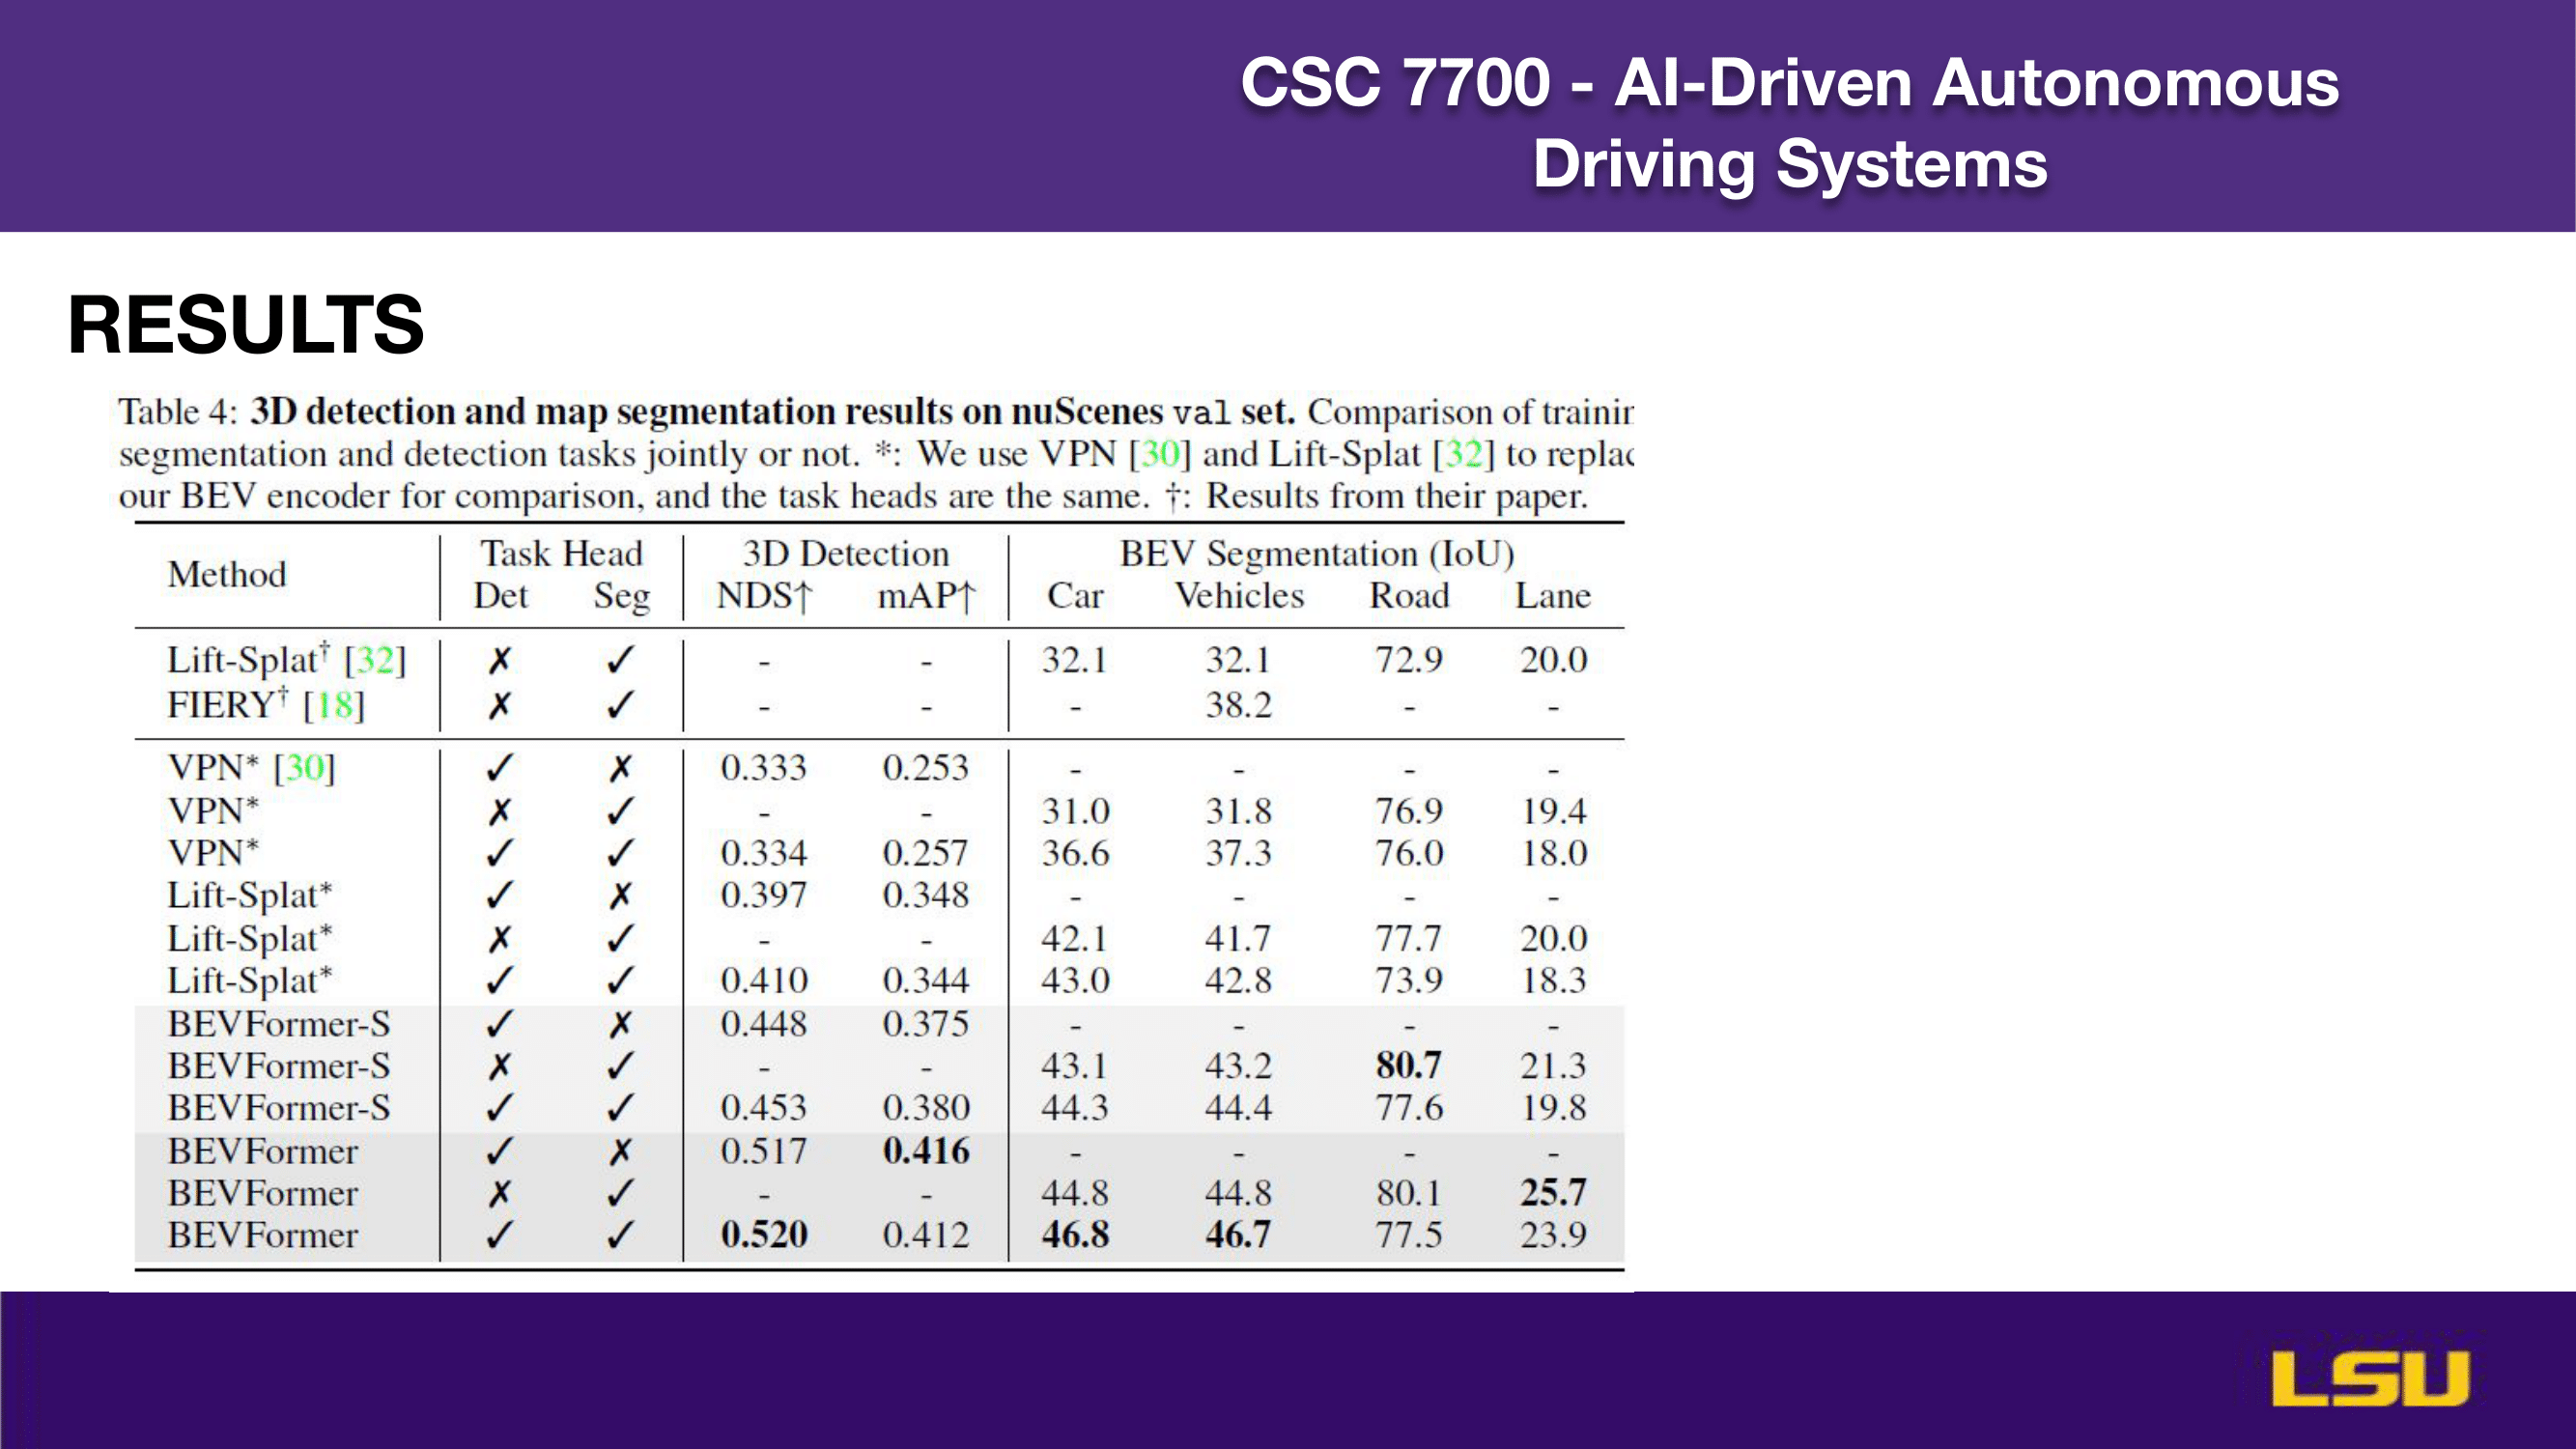 CSC 7700 - AI-Driven Autonomous
Driving Systems
RESULTS
Table 4: 3D detection and map segmentation results on nuScenes val set. Comparison of trainin
segmentation and detection tasks jointly or not. *: We use VPN [30] and Lift-Splat [32] to replac
our BEV encoder for comparison, and the task heads are the same. †: Results from their paper.
Method Task Head 3D Detection BEV Segmentation (IoU)
Det Seg NDS↑ mAP↑ Car Vehicles Road Lane
Lift-Splat† [32] ✗ ✓ - - 32.1 32.1 72.9 20.0
FIERY† [18] ✗ ✓ - - - 38.2 - -
VPN* [30] ✓ ✗ 0.333 0.253 - - - -
VPN* ✗ ✓ - - 31.0 31.8 76.9 19.4
VPN* ✓ ✓ 0.334 0.257 36.6 37.3 76.0 18.0
Lift-Splat* ✓ ✗ 0.397 0.348 - - - -
Lift-Splat* ✗ ✓ - - 42.1 41.7 77.7 20.0
Lift-Splat* ✓ ✓ 0.410 0.344 43.0 42.8 73.9 18.3
BEVFormer-S ✓ ✗ 0.448 0.375 - - - -
BEVFormer-S ✗ ✓ - - 43.1 43.2 80.7 21.3
BEVFormer-S ✓ ✓ 0.453 0.380 44.3 44.4 77.6 19.8
BEVFormer ✓ ✗ 0.517 0.416 - - - -
BEVFormer ✗ ✓ - - 44.8 44.8 80.1 25.7
BEVFormer ✓ ✓ 0.520 0.412 46.8 46.7 77.5 23.9
LSU